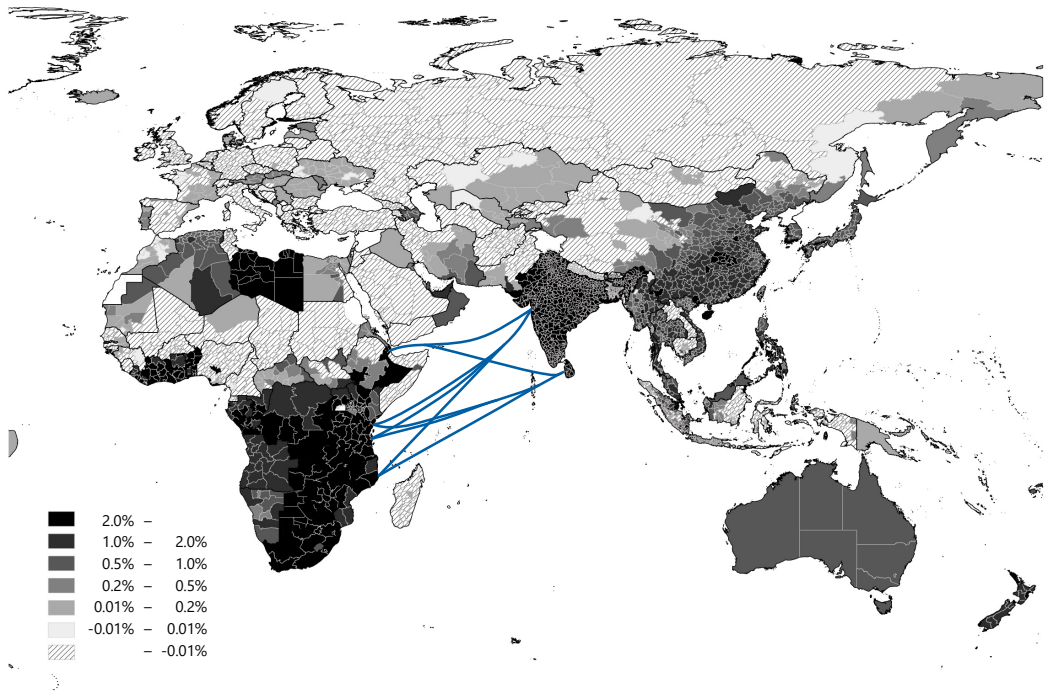 2.0% –
1.0% – 2.0%
0.5% – 1.0%
0.2% – 0.5%
0.01% – 0.2%
-0.01% – 0.01%
– -0.01%